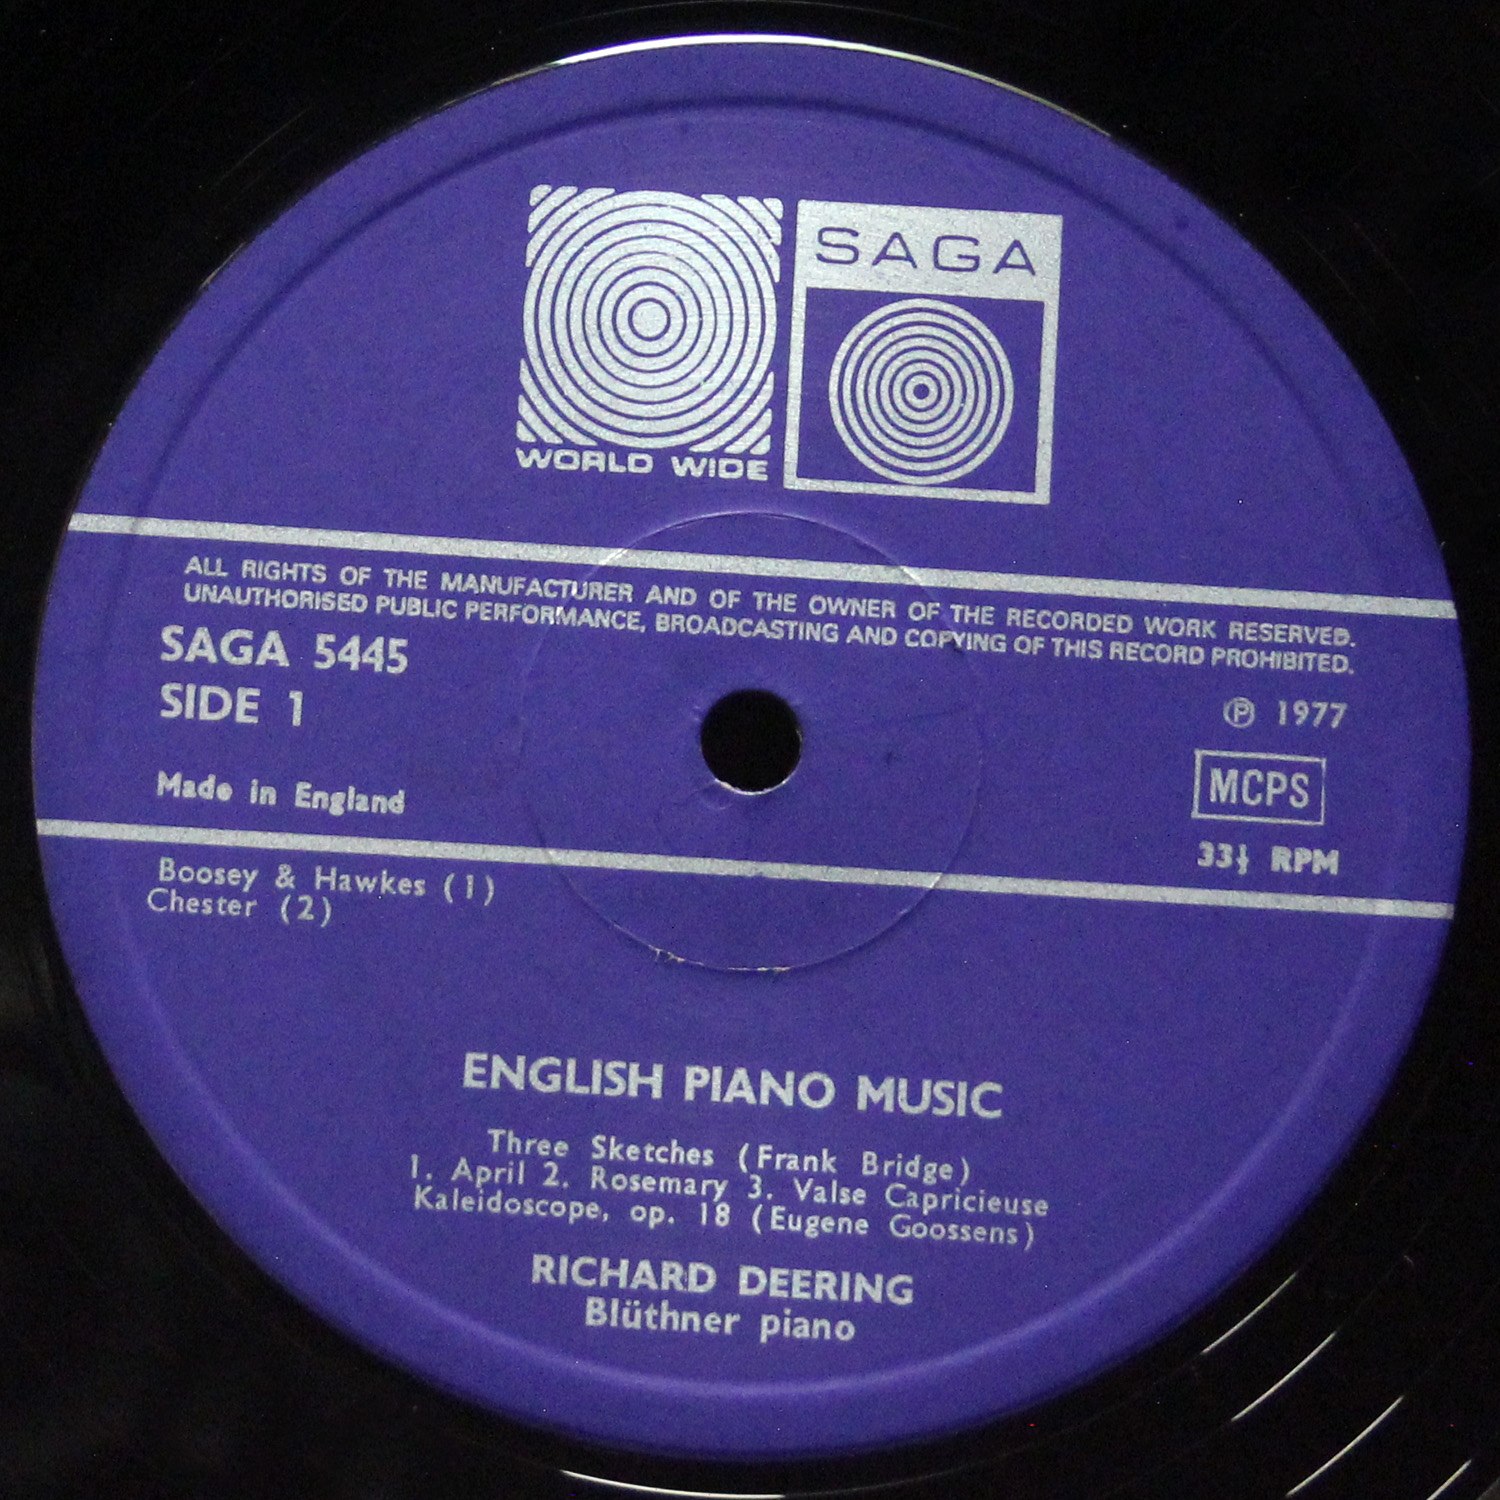 WORLD WIDE
SAGA
ALL RIGHTS OF THE MANUFACTURER AND OF THE OWNER OF THE RECORDED WORK RESERVED.
UNAUTHORISED PUBLIC PERFORMANCE, BROADCASTING AND COPYING OF THIS RECORD PROHIBITED.
SAGA 5445
SIDE 1
℗ 1977
MCPS
Made in England
33⅓ RPM
Boosey & Hawkes (1)
Chester (2)
ENGLISH PIANO MUSIC
Three Sketches (Frank Bridge)
1. April 2. Rosemary 3. Valse Capricieuse
Kaleidoscope, op. 18 (Eugene Goossens)
RICHARD DEERING
Blüthner piano